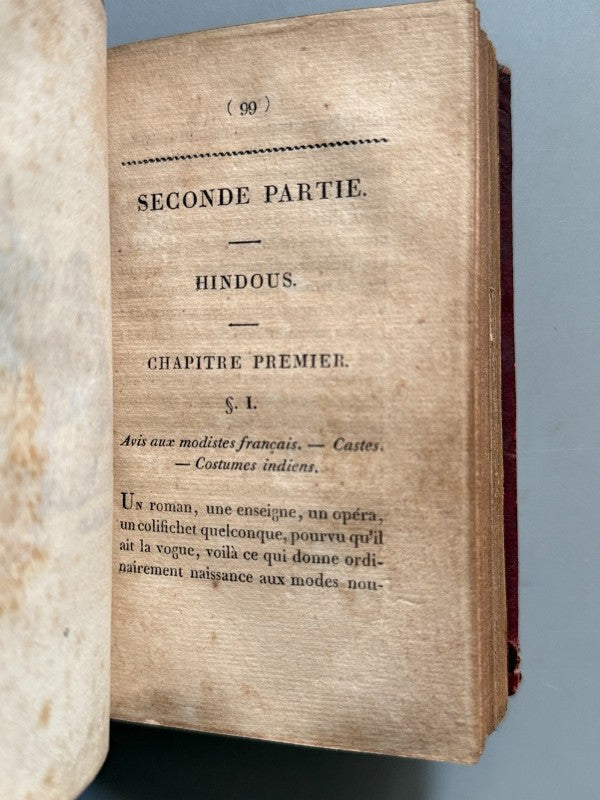 ( 99 )
SECONDE PARTIE.
HINDOUS.
CHAPITRE PREMIER.
§. I.
Avis aux modistes français. — Castes.
— Costumes indiens.
UN roman, une enseigne, un opéra,
un colifichet quelconque, pourvu qu'il
ait la vogue, voilà ce qui donne ordi-
nairement naissance aux modes nou-